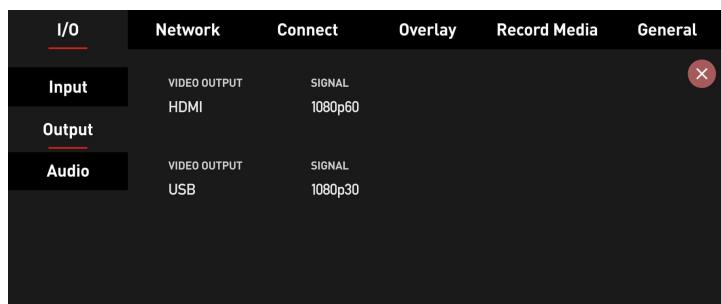 I/O Network Connect Overlay Record Media General
Input
Output
Audio
VIDEO OUTPUT SIGNAL
HDMI 1080p60
VIDEO OUTPUT SIGNAL
USB 1080p30